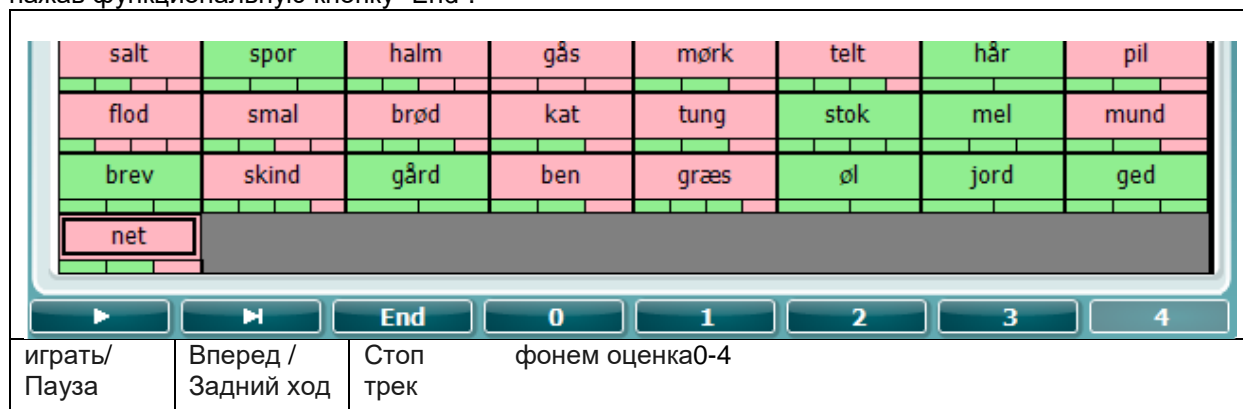 нажав функциональную кнопку "End".
salt spor halm gås mørk telt hår pil
flod smal brød kat tung stok mel mund
brev skind gård ben græs øl jord ged
net
End 0 1 2 3 4
играть/ Вперед / Стоп фонем оценка0-4
Пауза Задний ход трек